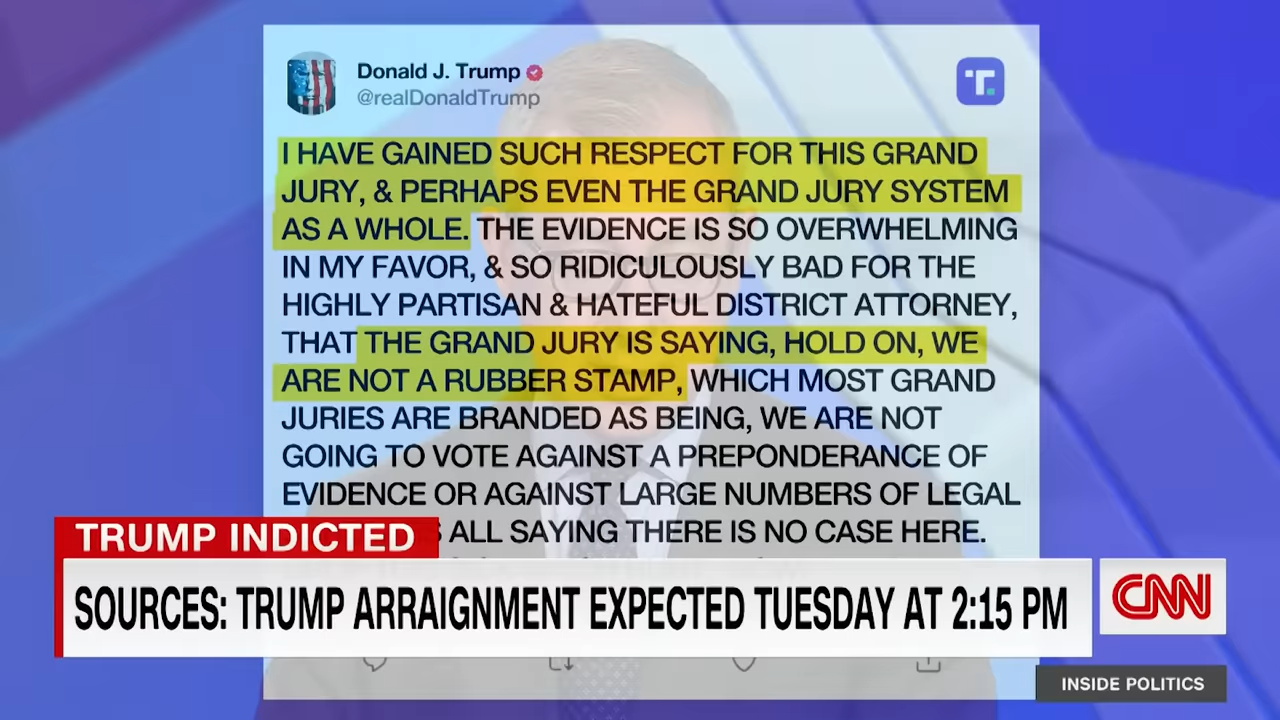 Donald J. Trump
@realDonaldTrump
I HAVE GAINED SUCH RESPECT FOR THIS GRAND
JURY, & PERHAPS EVEN THE GRAND JURY SYSTEM
AS A WHOLE. THE EVIDENCE IS SO OVERWHELMING
IN MY FAVOR, & SO RIDICULOUSLY BAD FOR THE
HIGHLY PARTISAN & HATEFUL DISTRICT ATTORNEY,
THAT THE GRAND JURY IS SAYING, HOLD ON, WE
ARE NOT A RUBBER STAMP, WHICH MOST GRAND
JURIES ARE BRANDED AS BEING, WE ARE NOT
GOING TO VOTE AGAINST A PREPONDERANCE OF
EVIDENCE OR AGAINST LARGE NUMBERS OF LEGAL
ALL SAYING THERE IS NO CASE HERE.
TRUMP INDICTED
SOURCES: TRUMP ARRAIGNMENT EXPECTED TUESDAY AT 2:15 PM
CNN
INSIDE POLITICS